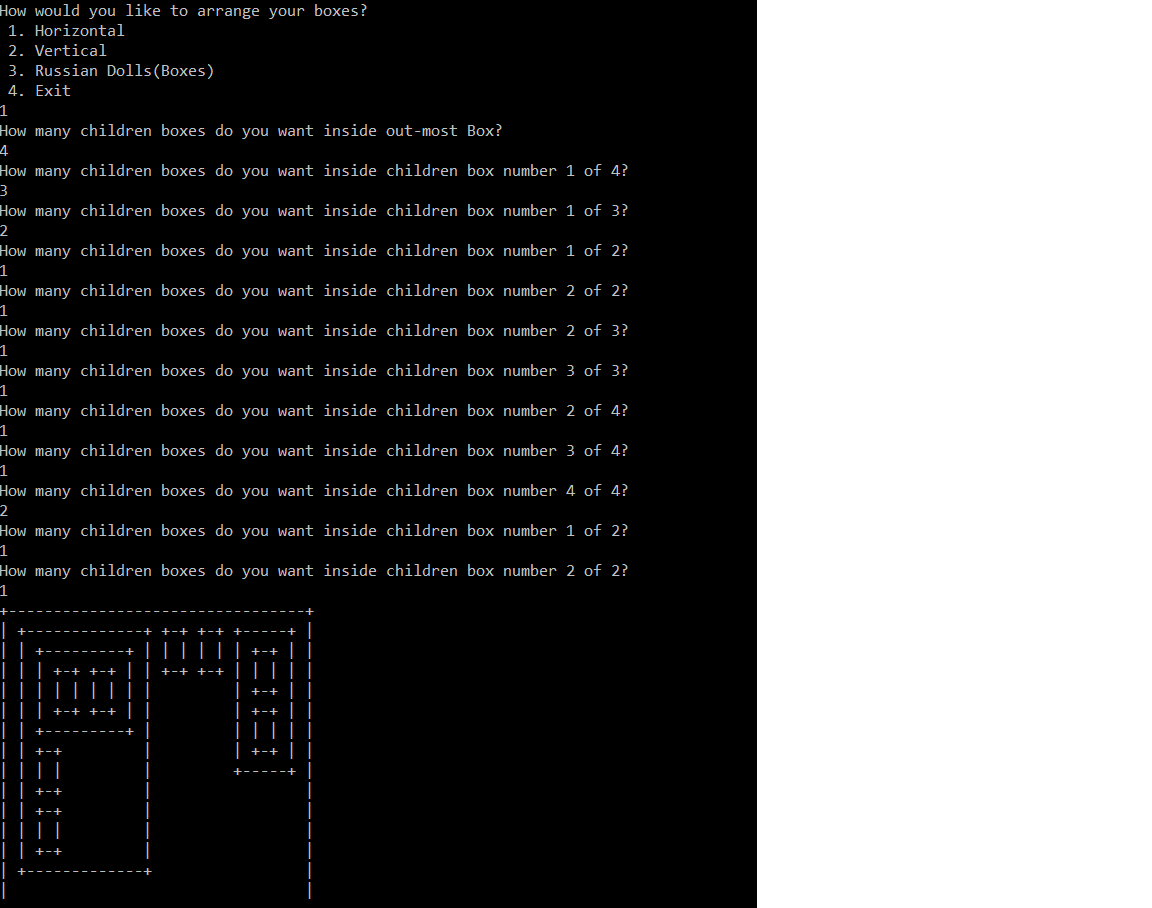 How would you like to arrange your boxes?
 1. Horizontal
 2. Vertical
 3. Russian Dolls(Boxes)
 4. Exit
1
How many children boxes do you want inside out-most Box?
4
How many children boxes do you want inside children box number 1 of 4?
3
How many children boxes do you want inside children box number 1 of 3?
2
How many children boxes do you want inside children box number 1 of 2?
1
How many children boxes do you want inside children box number 2 of 2?
1
How many children boxes do you want inside children box number 2 of 3?
1
How many children boxes do you want inside children box number 3 of 3?
1
How many children boxes do you want inside children box number 2 of 4?
1
How many children boxes do you want inside children box number 3 of 4?
1
How many children boxes do you want inside children box number 4 of 4?
2
How many children boxes do you want inside children box number 1 of 2?
1
How many children boxes do you want inside children box number 2 of 2?
1
+---------------------------------+
| +-------------+ +-+ +-+ +-----+ |
| | +---------+ | | | | | | +-+ | |
| | | +-+ +-+ | | +-+ +-+ | | | | |
| | | | | | | | |         | +-+ | |
| | | +-+ +-+ | |         | +-+ | |
| | +---------+ |         | | | | |
| | +-+         |         | +-+ | |
| | | |         |         +-----+ |
| | +-+         |                 |
| | +-+         |                 |
| | | |         |                 |
| | +-+         |                 |
| +-------------+                 |
|                                 |